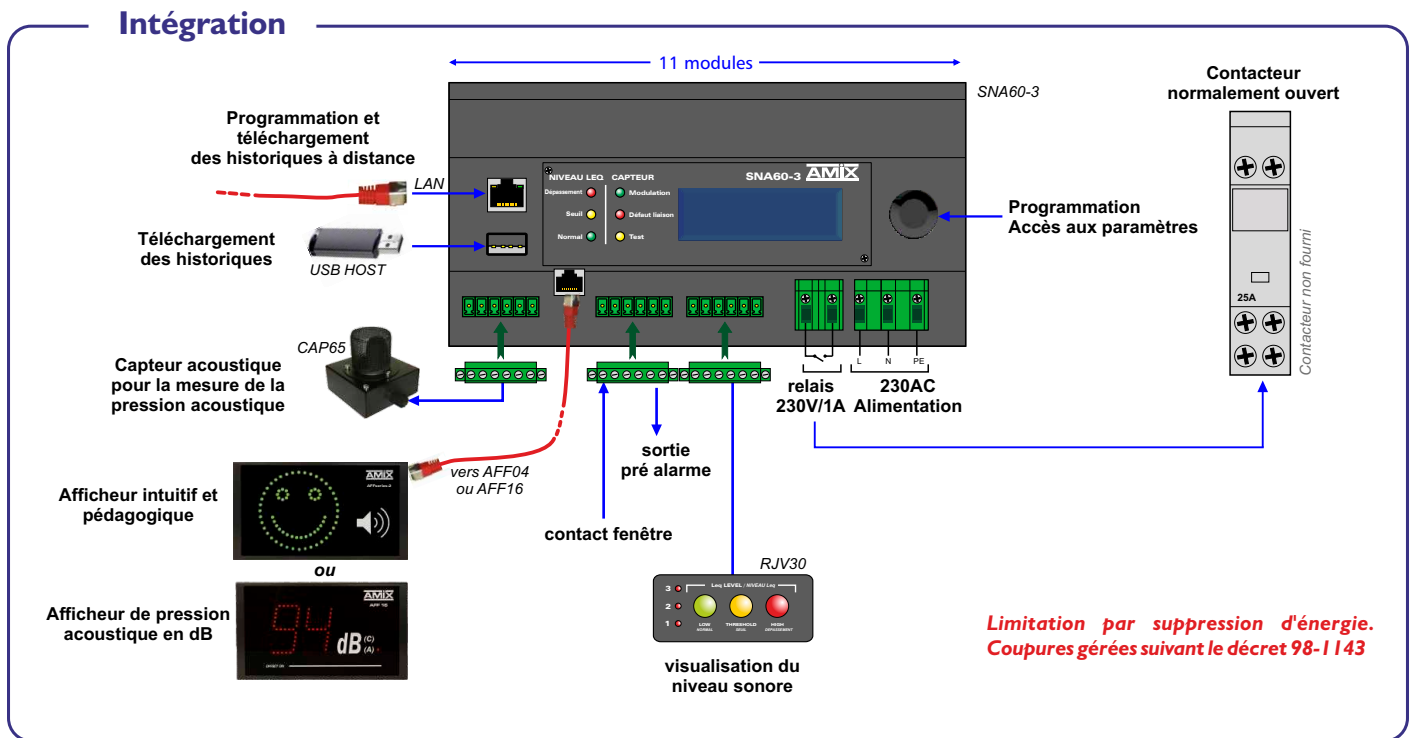 Intégration
11 modules
SNA60-3
Contacteur
normalement ouvert
Programmation et
téléchargement
des historiques à distance
LAN
NIVEAU LEQ
CAPTEUR
SNA60-3 AMIX
Dépassement
Modulation
Seuil
Défaut liaison
Normal
Test
Programmation
Accès aux paramètres
Téléchargement
des historiques
USB HOST
25A
Contacteur non fourni
Capteur acoustique
pour la mesure de la
pression acoustique
CAP65
L
N
PE
relais
230V/1A
230AC
Alimentation
sortie
pré alarme
vers AFF04
ou AFF16
contact fenêtre
Afficheur intuitif et
pédagogique
AMIX
ou
Afficheur de pression
acoustique en dB
AMIX
AFF 16
94
dB (C)
(A)
RJV30
Leq LEVEL / NIVEAU Leq
3
2
1
LOW
NORMAL
THRESHOLD
SEUIL
HIGH
DEPASSEMENT
visualisation du
niveau sonore
Limitation par suppression d'énergie.
Coupures gérées suivant le décret 98-1143